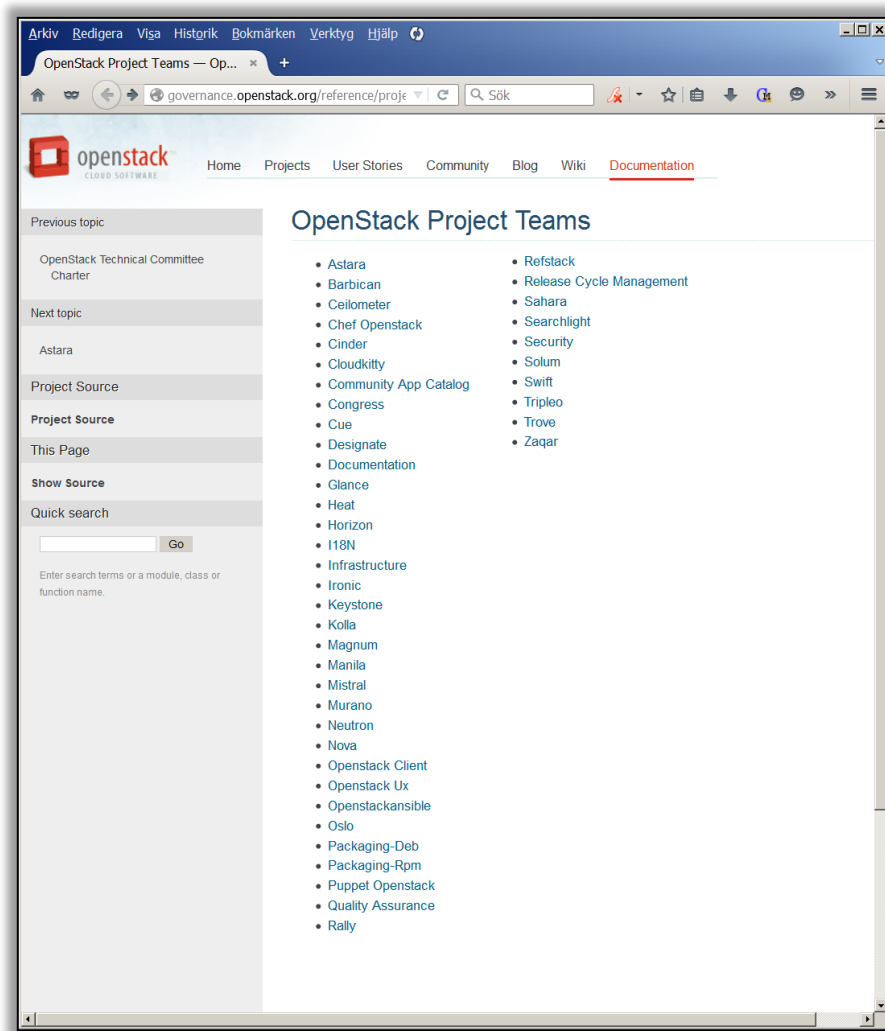 Arkiv Redigera Visa Historik Bokmärken Verktyg Hjälp
OpenStack Project Teams — Op... × +
governance.openstack.org/reference/proje Sök
openstack™
CLOUD SOFTWARE
Home Projects User Stories Community Blog Wiki Documentation
Previous topic
OpenStack Technical Committee
Charter
Next topic
Astara
Project Source
Project Source
This Page
Show Source
Quick search
Go
Enter search terms or a module, class or
function name.
OpenStack Project Teams
Astara
Barbican
Ceilometer
Chef Openstack
Cinder
Cloudkitty
Community App Catalog
Congress
Cue
Designate
Documentation
Glance
Heat
Horizon
I18N
Infrastructure
Ironic
Keystone
Kolla
Magnum
Manila
Mistral
Murano
Neutron
Nova
Openstack Client
Openstack Ux
Openstackansible
Oslo
Packaging-Deb
Packaging-Rpm
Puppet Openstack
Quality Assurance
Rally
Refstack
Release Cycle Management
Sahara
Searchlight
Security
Solum
Swift
Tripleo
Trove
Zaqar